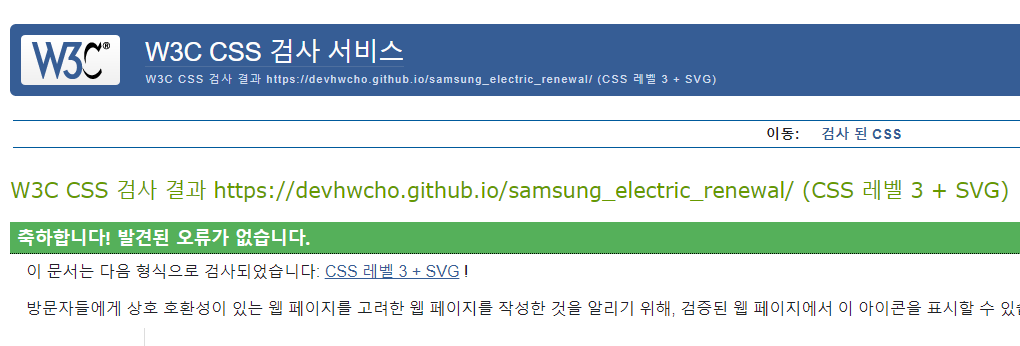 W3C®
W3C CSS 검사 서비스
W3C CSS 검사 결과 https://devhwcho.github.io/samsung_electric_renewal/ (CSS 레벨 3 + SVG)
이동: 검사 된 CSS
W3C CSS 검사 결과 https://devhwcho.github.io/samsung_electric_renewal/ (CSS 레벨 3 + SVG)
축하합니다! 발견된 오류가 없습니다.
이 문서는 다음 형식으로 검사되었습니다: CSS 레벨 3 + SVG !
방문자들에게 상호 호환성이 있는 웹 페이지를 고려한 웹 페이지를 작성한 것을 알리기 위해, 검증된 웹 페이지에서 이 아이콘을 표시할 수